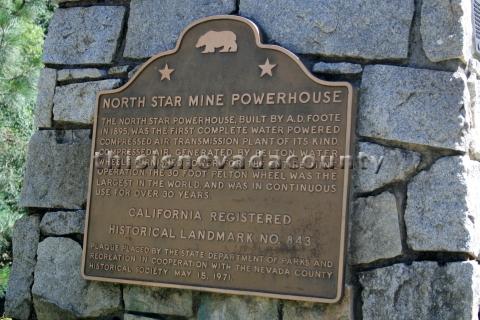 NORTH STAR MINE POWERHOUSE
THE NORTH STAR POWERHOUSE, BUILT BY A.D. FOOTE
IN 1895, WAS THE FIRST COMPLETE WATER POWERED
COMPRESSED AIR TRANSMISSION PLANT OF ITS KIND.
COMPRESSED AIR, GENERATED BY PELTON WATER
WHEELS
OPERATION THE 30 FOOT PELTON WHEEL WAS THE
LARGEST IN THE WORLD AND WAS IN CONTINUOUS
USE FOR OVER 30 YEARS.
CALIFORNIA REGISTERED
HISTORICAL LANDMARK NO. 843
PLAQUE PLACED BY THE STATE DEPARTMENT OF PARKS AND
RECREATION IN COOPERATION WITH THE NEVADA COUNTY
HISTORICAL SOCIETY MAY 15, 1971.